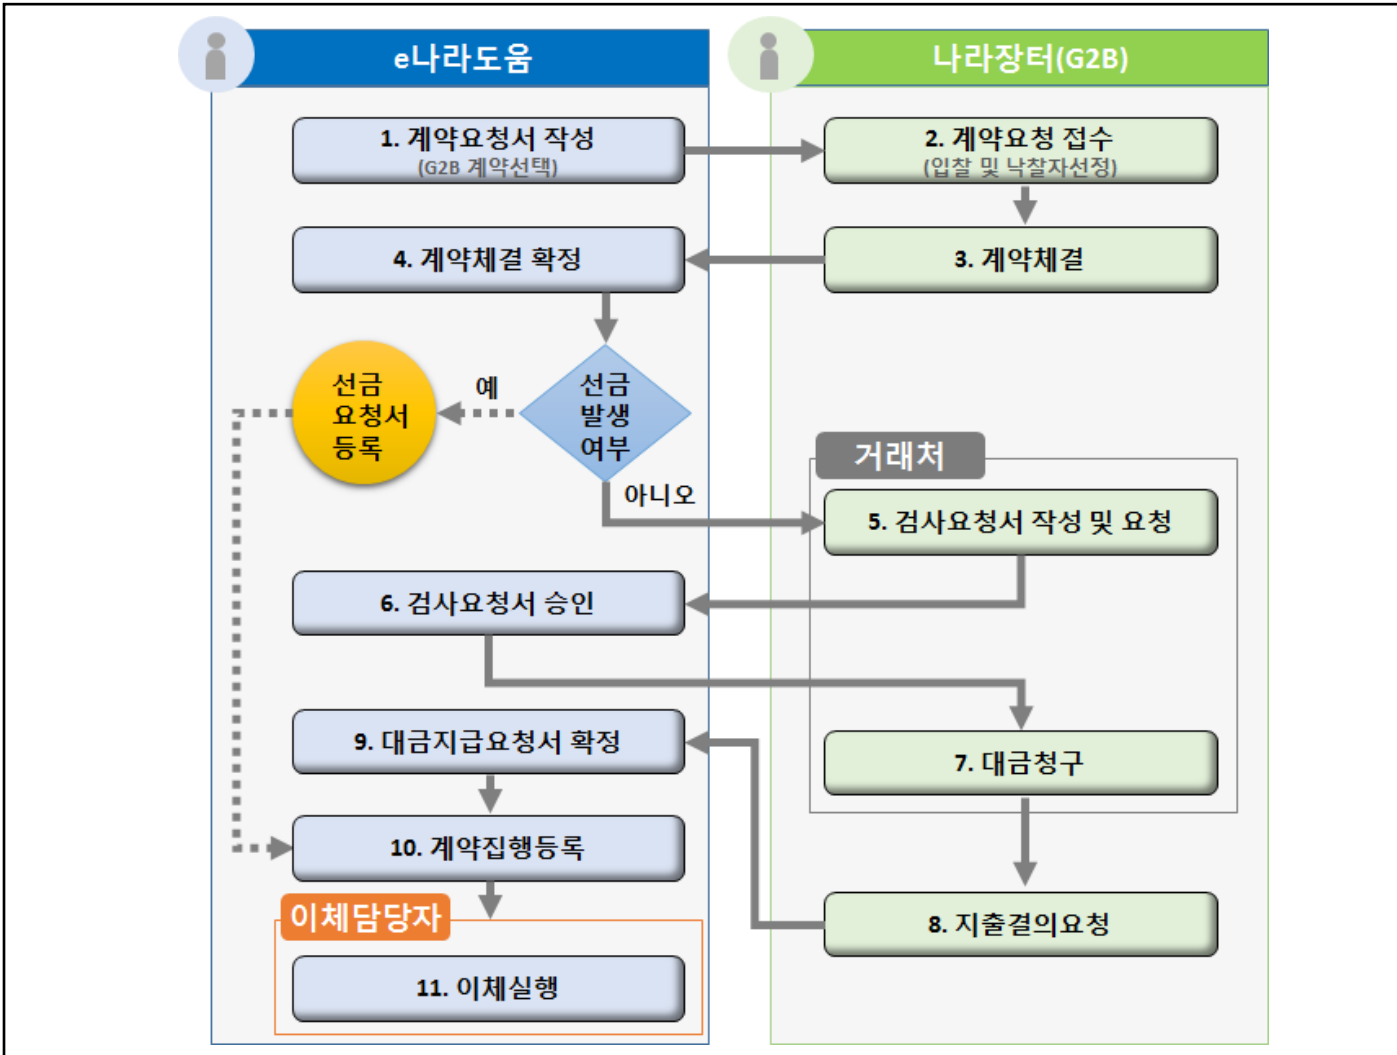 e나라도움
나라장터(G2B)
1. 계약요청서 작성
(G2B 계약선택)
2. 계약요청 접수
(입찰 및 낙찰자선정)
4. 계약체결 확정
3. 계약체결
선금
요청서
등록
예
선금
발생
여부
아니오
거래처
5. 검사요청서 작성 및 요청
6. 검사요청서 승인
9. 대금지급요청서 확정
7. 대금청구
10. 계약집행등록
이체담당자
8. 지출결의요청
11. 이체실행